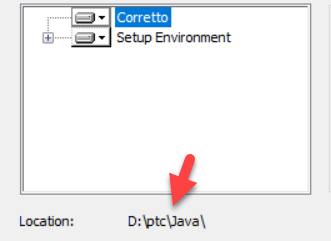 Corretto
Setup Environment
Location: D:\ptc\Java\